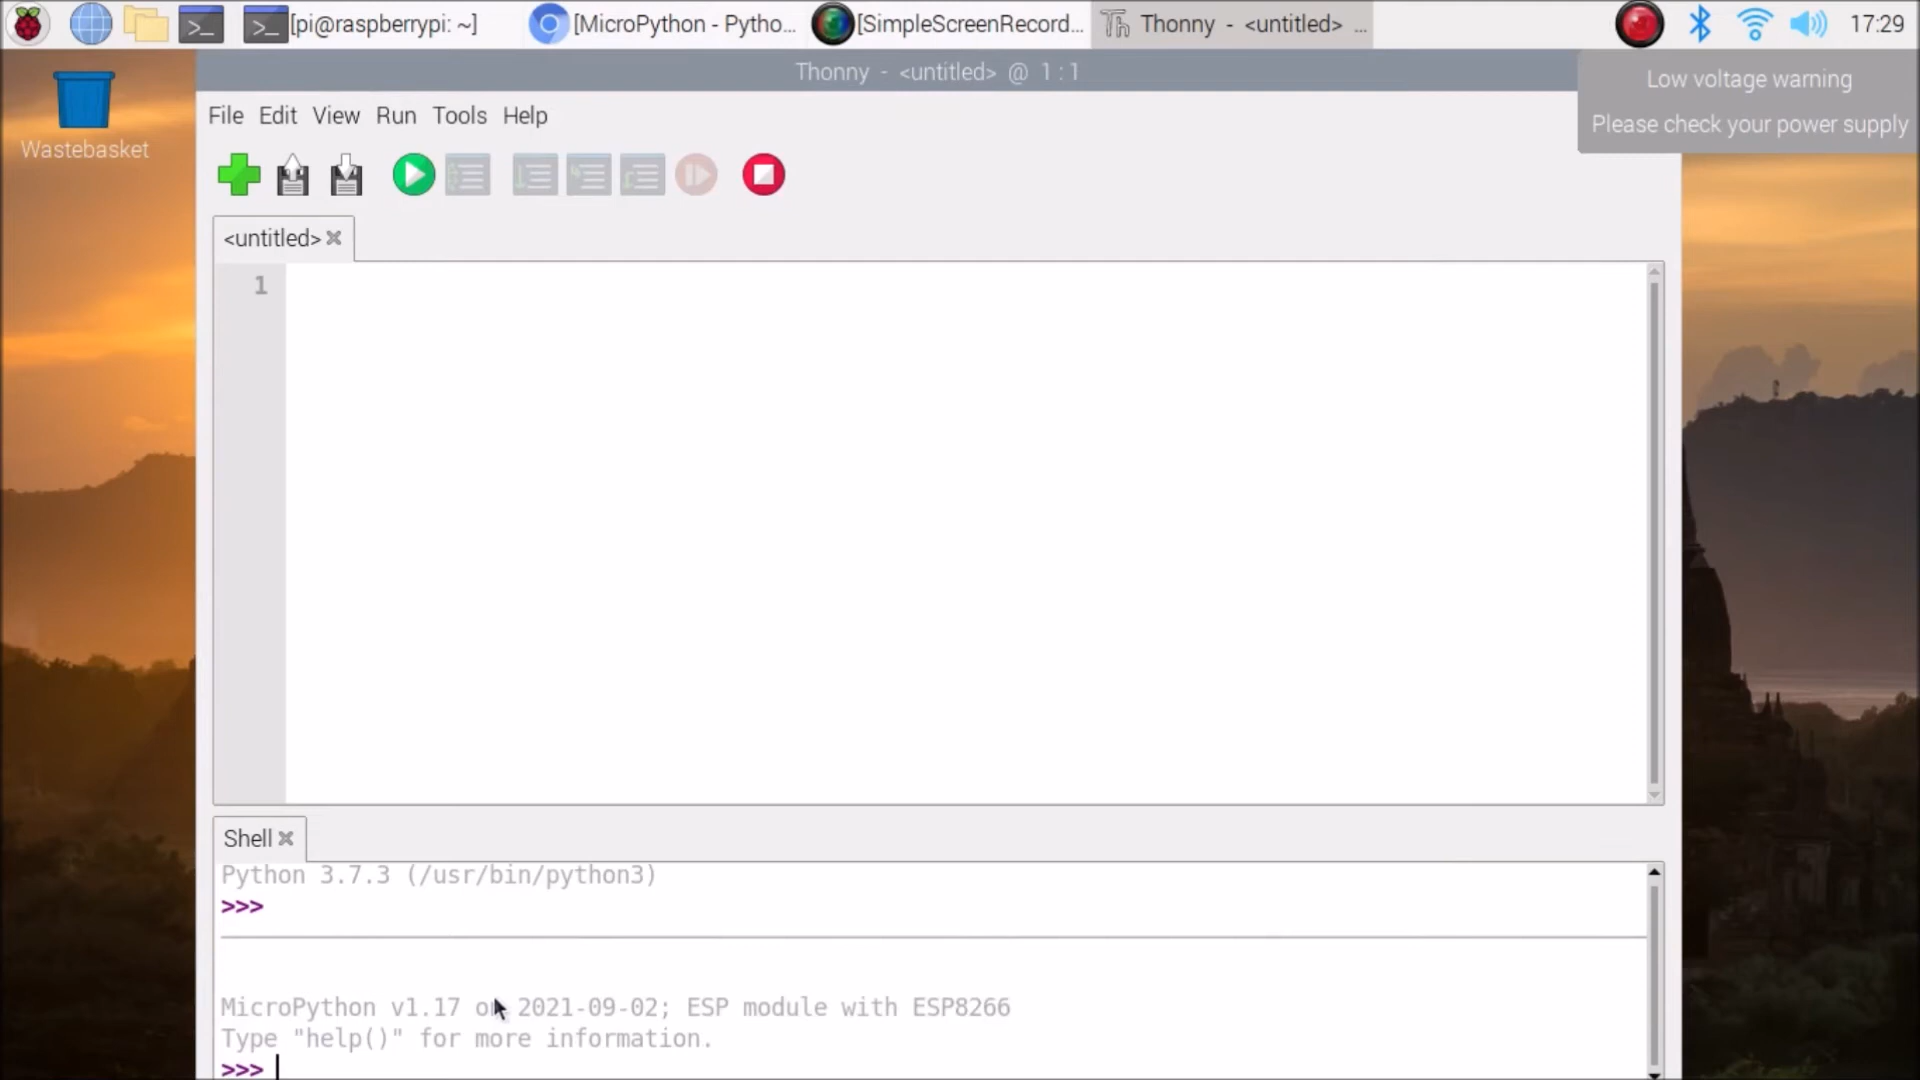 [pi@raspberrypi: ~]
[MicroPython - Pytho...
[SimpleScreenRecord...
Thonny - <untitled> ...
17:29
Wastebasket
Thonny - <untitled> @ 1 : 1
Low voltage warning
Please check your power supply
File Edit View Run Tools Help
<untitled>
1
Shell
Python 3.7.3 (/usr/bin/python3)
>>>
MicroPython v1.17 on 2021-09-02; ESP module with ESP8266
Type "help()" for more information.
>>>